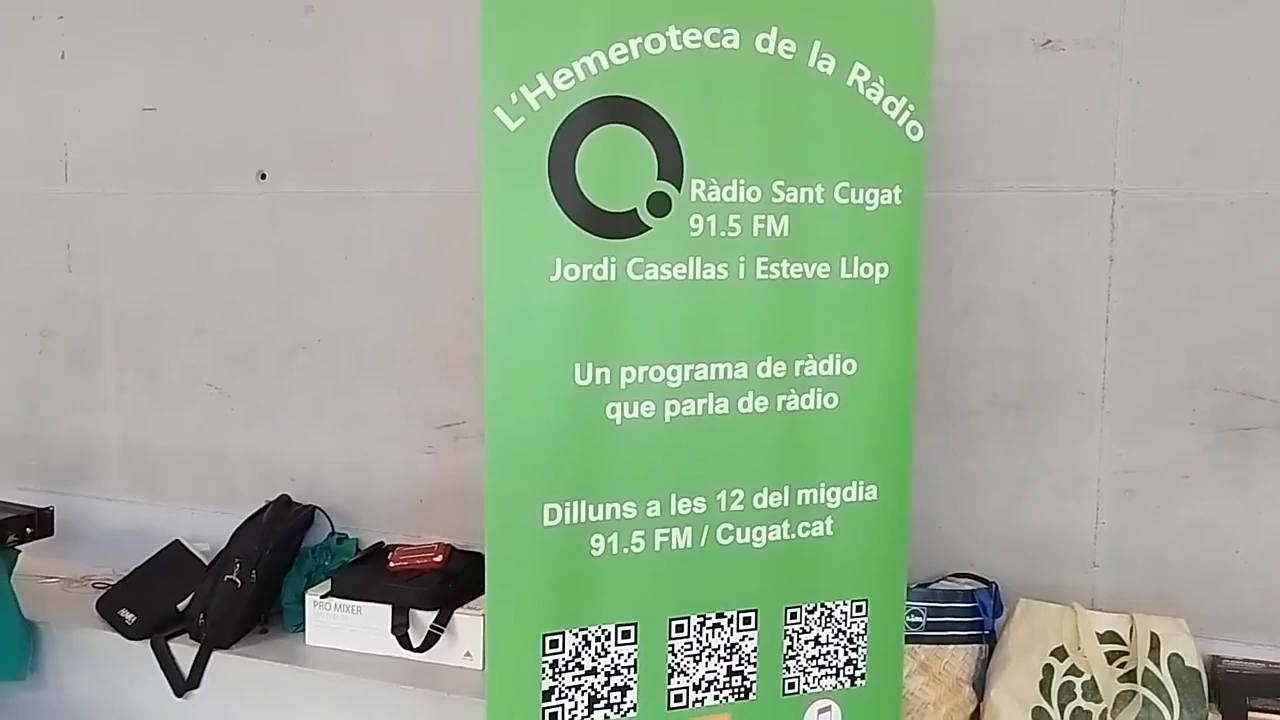 L'Hemeroteca de la Ràdio
Ràdio Sant Cugat
91.5 FM
Jordi Casellas i Esteve Llop
Un programa de ràdio
que parla de ràdio
Dilluns a les 12 del migdia
91.5 FM / Cugat.cat
PRO MIXER